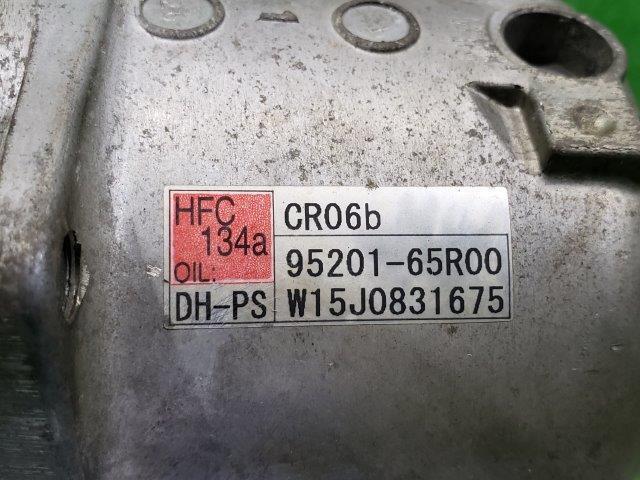 HFC
134a
OIL:
DH-PS
CR06b
95201-65R00
W15J0831675